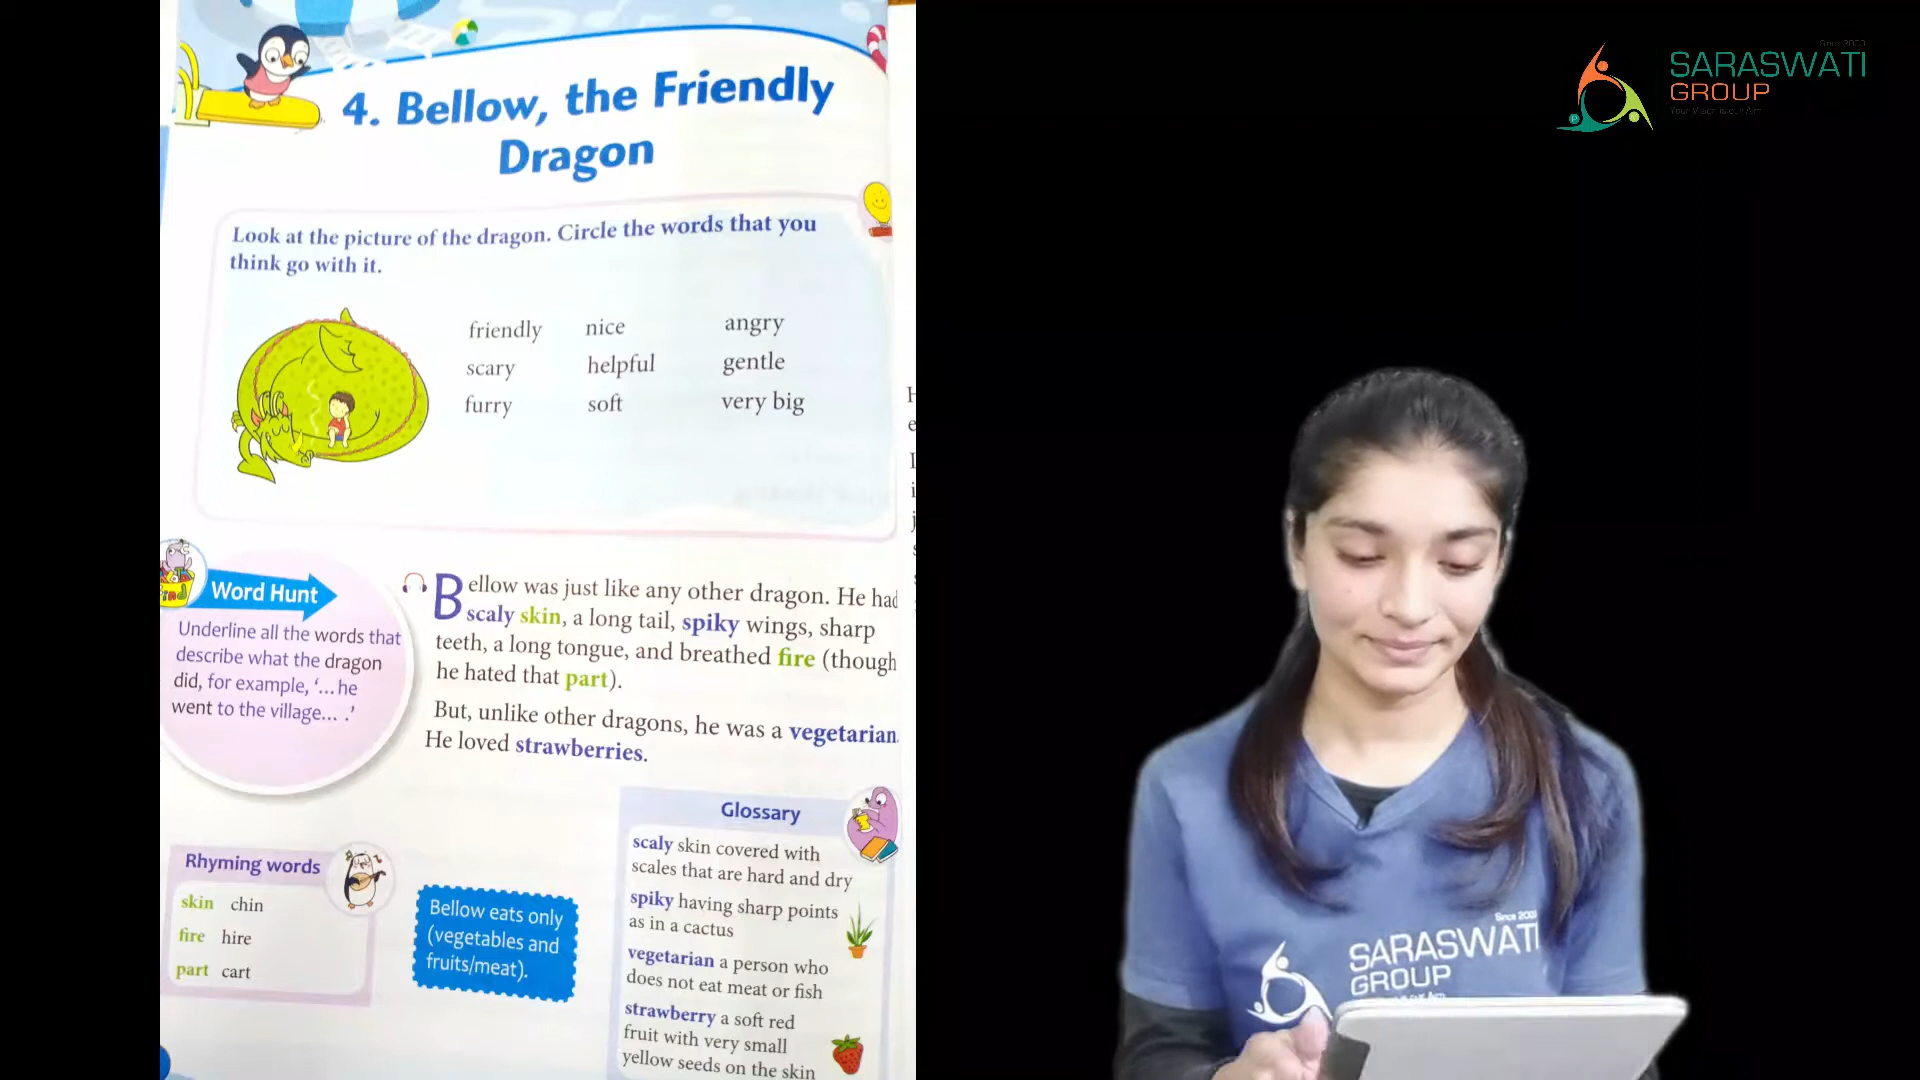 4. Bellow, the Friendly
Dragon
Look at the picture of the dragon. Circle the words that you
think go with it.
friendly nice angry
scary helpful gentle
furry soft very big
Word Hunt
Underline all the words that
describe what the dragon
did, for example, ‘…he
went to the village… .’
Bellow was just like any other dragon. He had
scaly skin, a long tail, spiky wings, sharp
teeth, a long tongue, and breathed fire (though
he hated that part).
But, unlike other dragons, he was a vegetarian.
He loved strawberries.
Rhyming words
skin chin
fire hire
part cart
Bellow eats only
(vegetables and
fruits/meat).
Glossary
scaly skin covered with
scales that are hard and dry
spiky having sharp points
as in a cactus
vegetarian a person who
does not eat meat or fish
strawberry a soft red
fruit with very small
yellow seeds on the skin
Since 2003
SARASWATI
GROUP
Since 2003
SARASWATI
GROUP